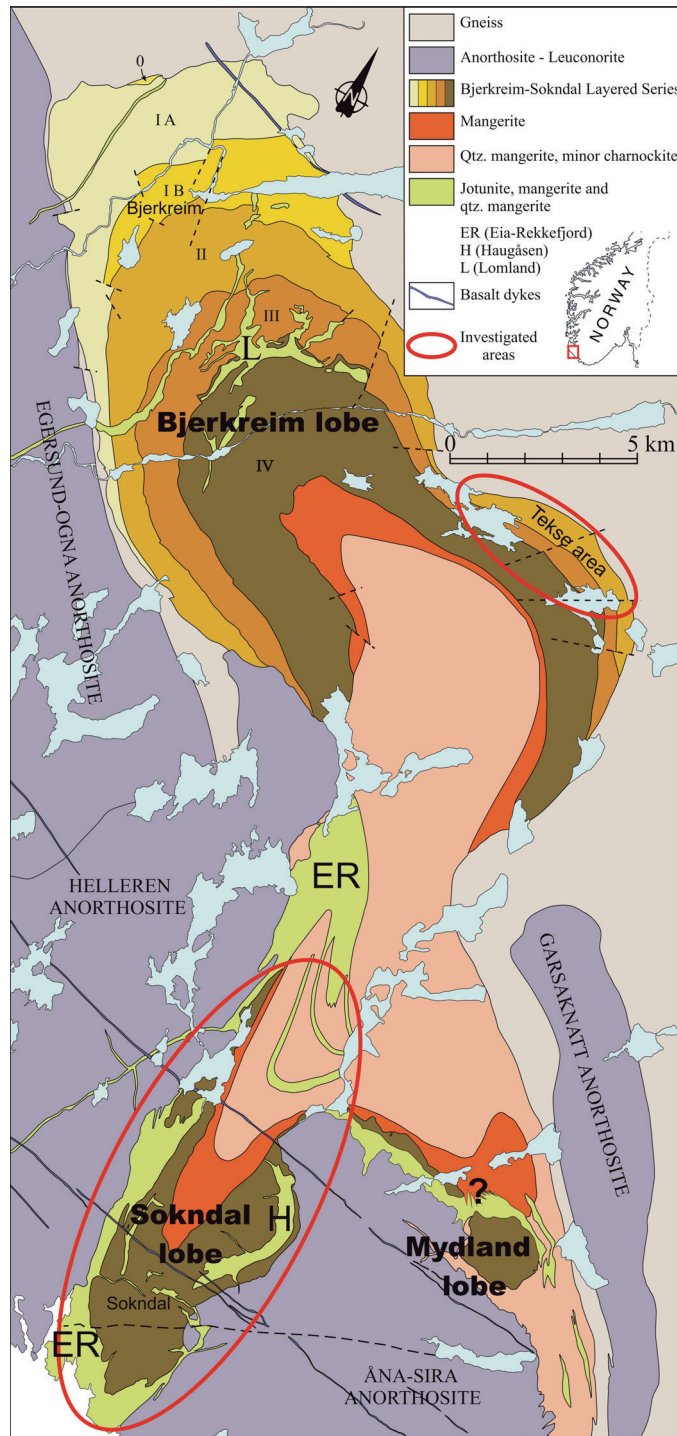 Gneiss
Anorthosite - Leuconorite
Bjerkreim-Sokndal Layered Series
Mangerite
Qtz. mangerite, minor charnockite
Jotunite, mangerite and
qtz. mangerite
ER (Eia-Rekkefjord)
H (Haugåsen)
L (Lomland)
Basalt dykes
Investigated
areas
NORWAY
N
0
I A
I B
Bjerkreim
II
III
L
Bjerkreim lobe
IV
0 5 km
Tekse area
EGERSUND-OGNA ANORTHOSITE
ER
HELLEREN
ANORTHOSITE
GARSAKNATT ANORTHOSITE
?
Sokndal
lobe
H
Mydland
lobe
Sokndal
ER
ÅNA-SIRA
ANORTHOSITE